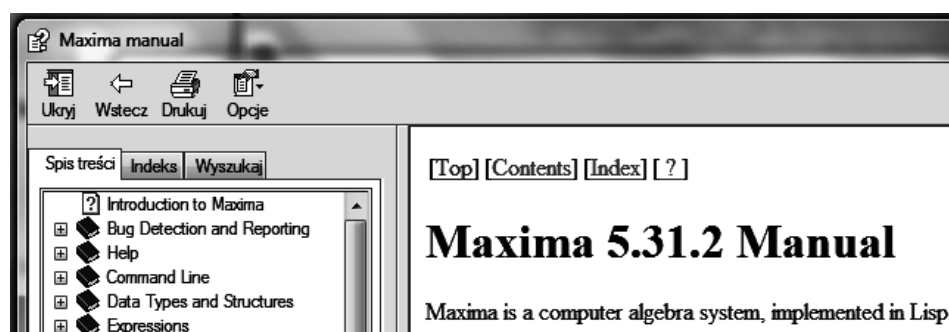 Maxima manual
Ukryj Wstecz Drukuj Opcje
Spis treści Indeks Wyszukaj
Introduction to Maxima
Bug Detection and Reporting
Help
Command Line
Data Types and Structures
Expressions
[Top] [Contents] [Index] [ ? ]
Maxima 5.31.2 Manual
Maxima is a computer algebra system, implemented in Lisp